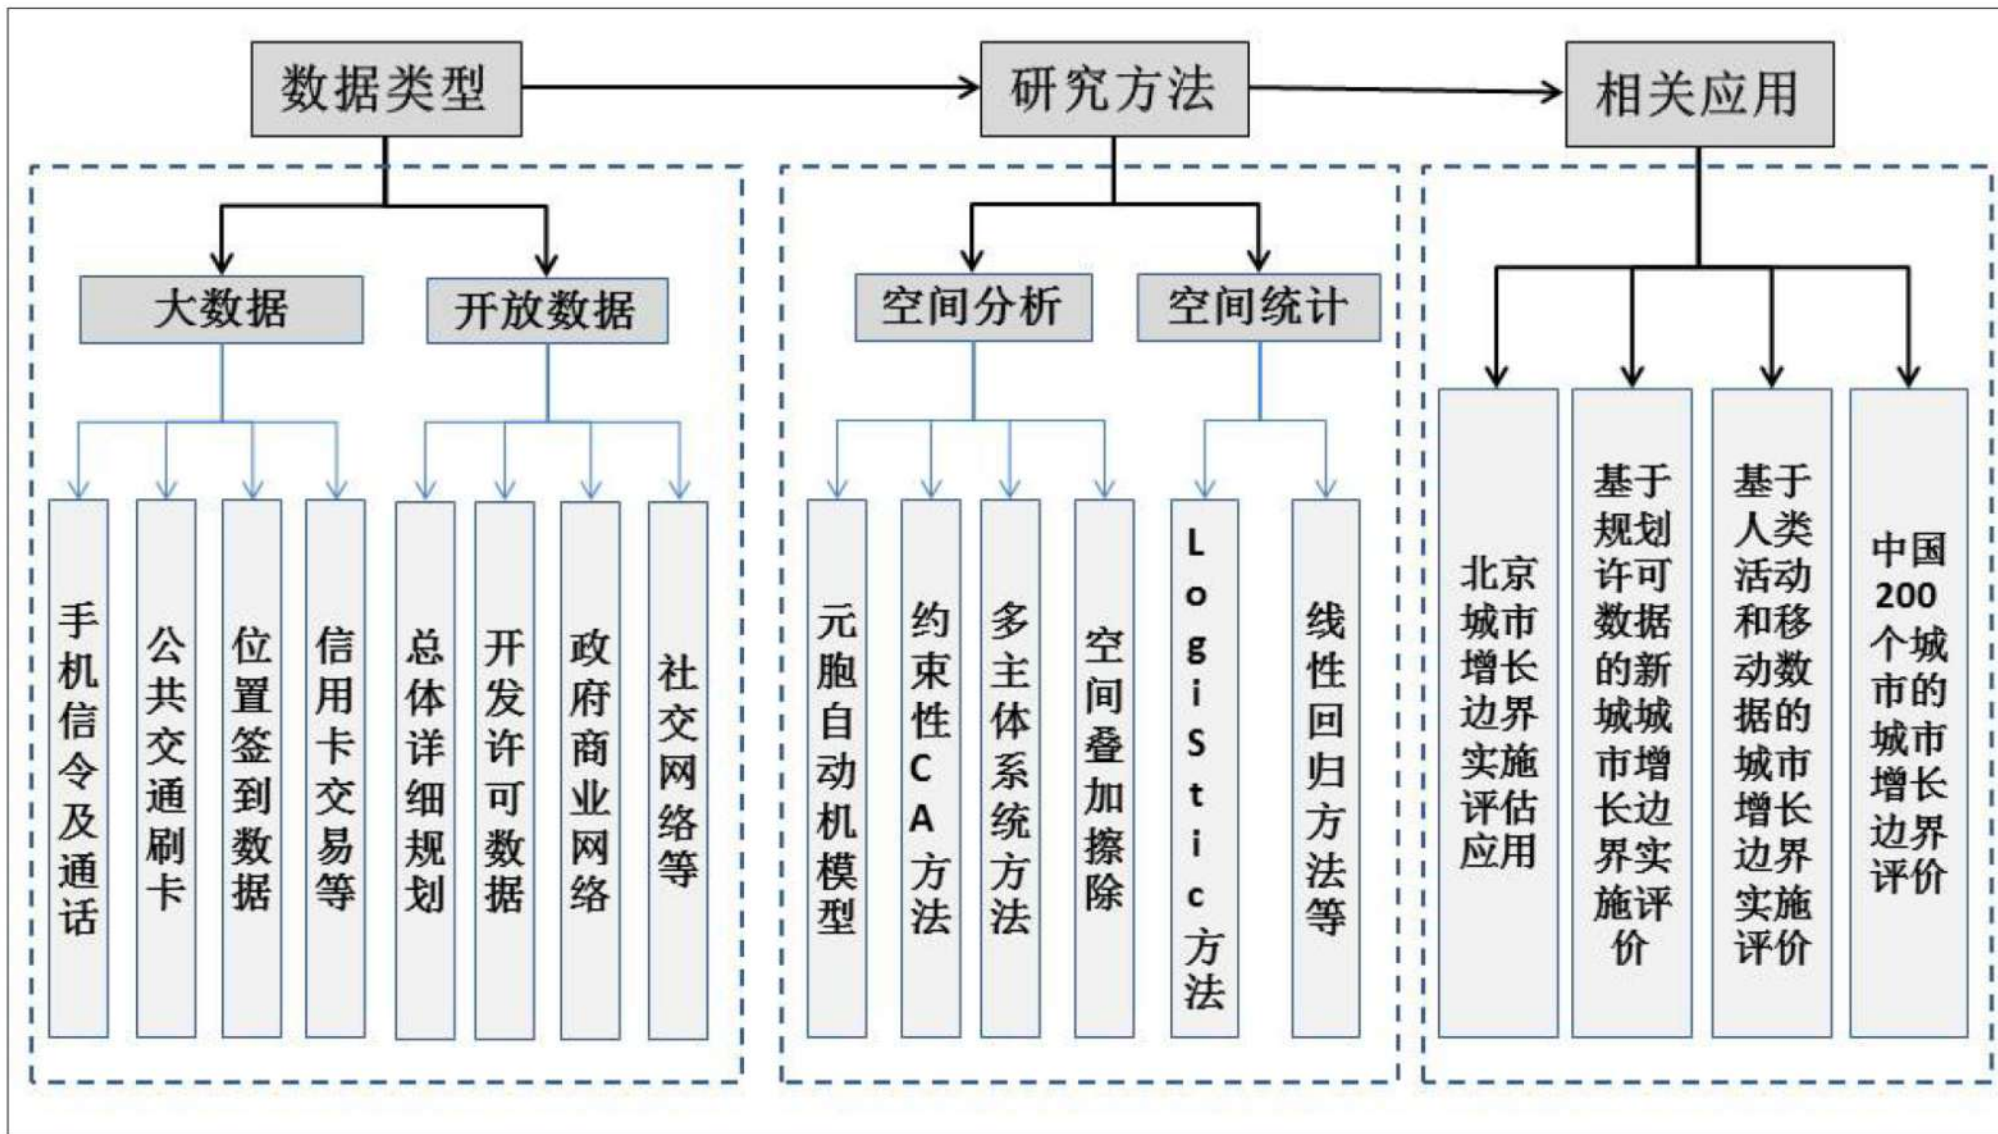 数据类型
研究方法
相关应用
大数据
开放数据
空间分析
空间统计
手机信令及通话
公共交通刷卡
位置签到数据
信用卡交易等
总体详细规划
开发许可数据
政府商业网络
社交网络等
元胞自动机模型
约束性CA方法
多主体系统方法
空间叠加擦除
LogiStic方法
线性回归方法等
北京
城市
增长
边界
实施
评估
应用
基于
规划
许可
数据
的新
城城
市增
长边
界实
施评
价
基于
人类
活动
和移
动数
据的
城市
增长
边界
实施
评价
中国
200
个城
市的
城市
增长
边界
评价